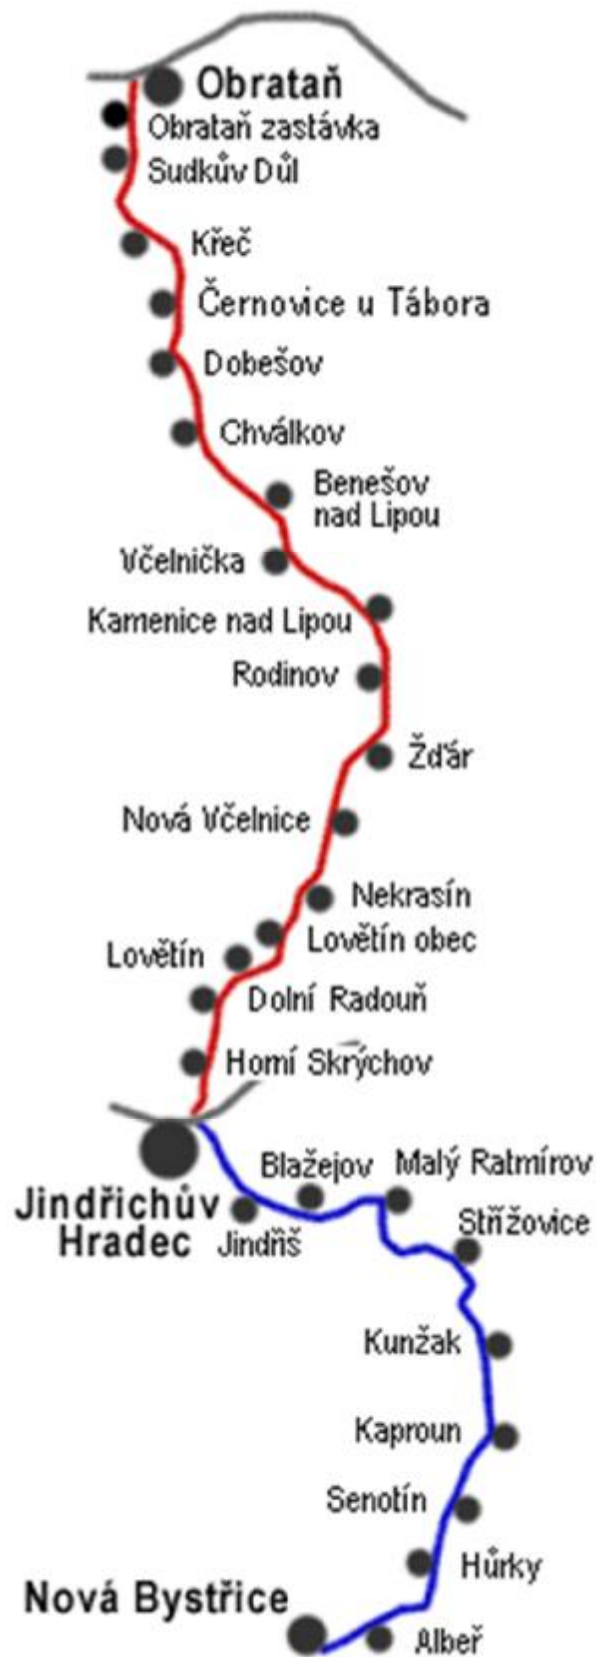 Obrataň
Obrataň zastávka
Sudkův Důl
Křeč
Černovice u Tábora
Dobešov
Chválkov
Benešov
nad Lipou
Včelnička
Kamenice nad Lipou
Rodinov
Žďár
Nová Včelnice
Nekrasín
Lovětín obec
Lovětín
Dolní Radouň
Horní Skrýchov
Blažejov
Malý Ratmírov
Jindřichův
Hradec
Jindřiš
Střížovice
Kunžak
Kaproun
Senotín
Hůrky
Nová Bystřice
Albeř